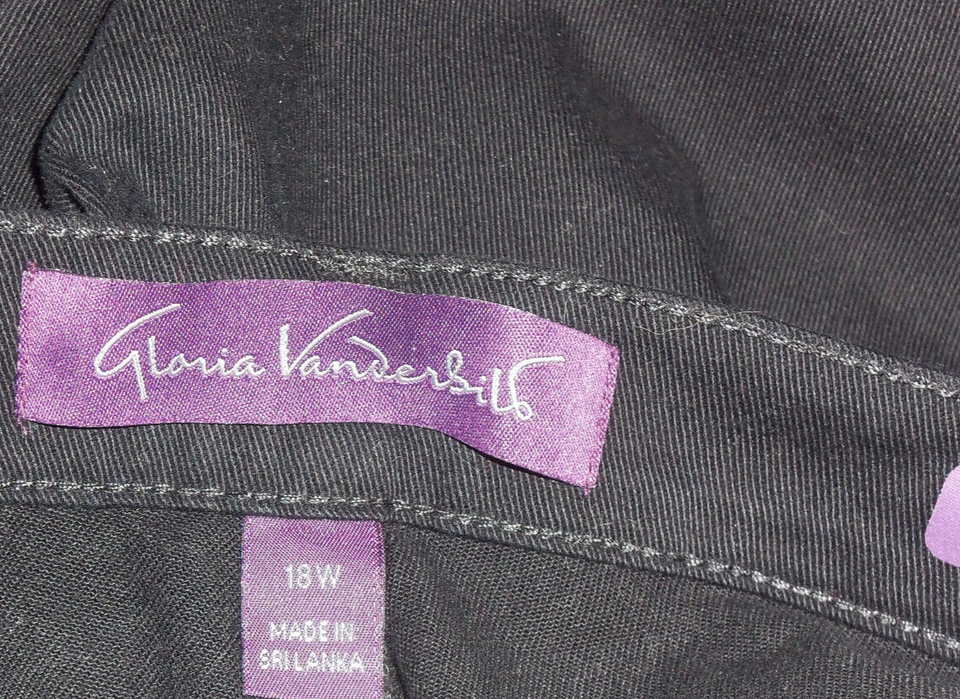 Gloria Vanderbilt
18W
MADE IN
SRI LANKA